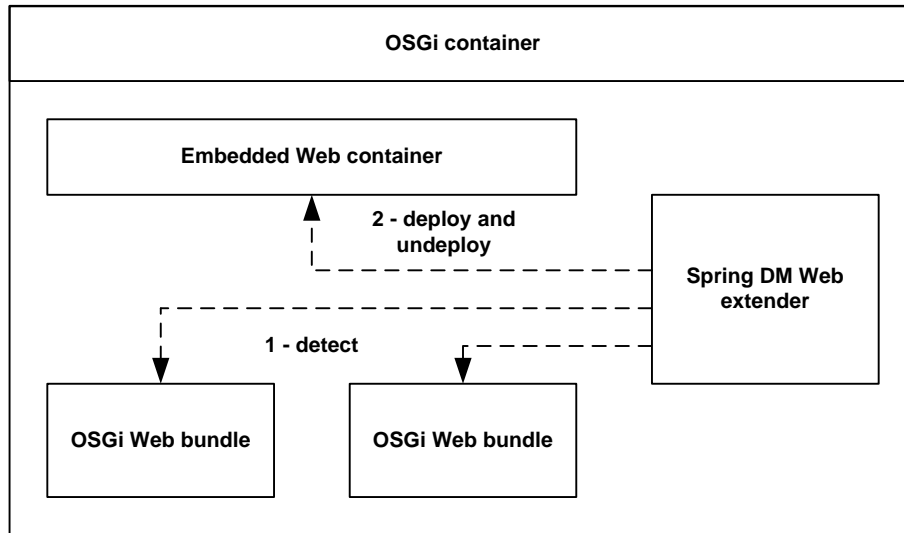 OSGi container
Embedded Web container
2 - deploy and
undeploy
Spring DM Web
extender
1 - detect
OSGi Web bundle
OSGi Web bundle